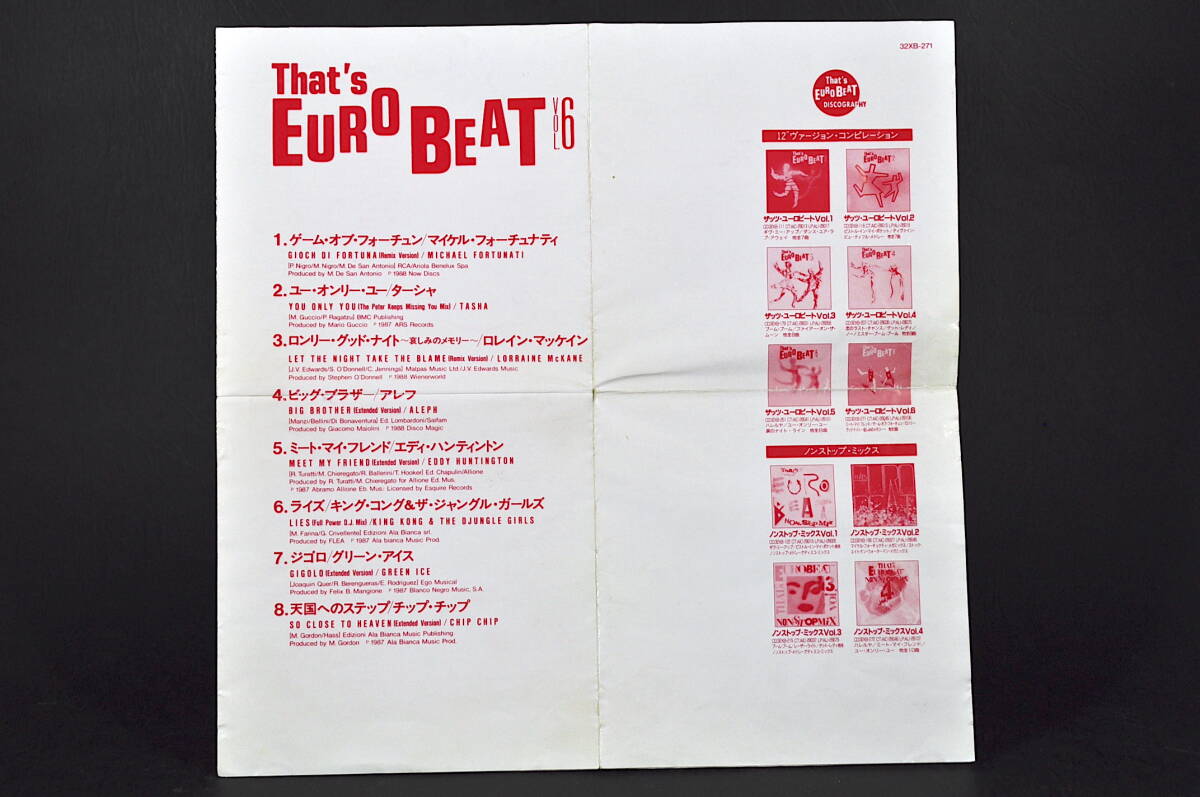 That's
EURO BEAT VOL 6
1.ゲーム・オブ・フォーチュン/マイケル・フォーチュナティ
GIOCH DI FORTUNA(Remix Version) / MICHAEL FORTUNATI
[P. Nigro/M. Nigro/M. De San Antonio] RCA/Ariola Benelux Spa
Produced by M. De San Antonio ℗1988 Now Discs
2.ユー・オンリー・ユー/ターシャ
YOU ONLY YOU(The Peter Keeps Missing You Mix) / TASHA
[M. Guccio/P. Ragatzu] BMC Publishing
Produced by Mario Guccio ℗1987 ARS Records
3.ロンリー・グッド・ナイト〜哀しみのメモリー〜/ロレイン・マッケイン
LET THE NIGHT TAKE THE BLAME(Remix Version) / LORRAINE McKANE
[J.V. Edwards/S. O'Donnell/C. Jennings] Malpas Music Ltd./J.V. Edwards Music
Produced by Stephen O'Donnell ℗1988 Wienerworld
4.ビッグ・ブラザー/アレフ
BIG BROTHER(Extended Version) / ALEPH
[Manzi/Bellini/Di Bonaventura] Ed. Lombardoni/Saifam
Produced by Giacomo Maiolini ℗1988 Disco Magic
5.ミート・マイ・フレンド/エディ・ハンティントン
MEET MY FRIEND(Extended Version) / EDDY HUNTINGTON
[R. Turatti/M. Chieregato/R. Ballerini/T. Hooker] Ed. Chapulin/Allione
Produced by R. Turatti/M. Chieregato for Allione Ed. Mus.
℗1987 Abramo Allione Eb. Mus: Licensed by Esquire Records
6.ライズ/キング・コング&ザ・ジャングル・ガールズ
LIES(Full Power D.J. Mix) / KING KONG & THE DJUNGLE GIRLS
[M. Farina/G. Crivellente] Edizioni Ala Bianca srl.
Produced by FLEA ℗1987 Ala bianca Music Prod.
7.ジゴロ/グリーン・アイス
GIGOLO(Extended Version) / GREEN ICE
[Joaquin Quer/R. Berengueras/E. Rodriguez] Ego Musical
Produced by Felix B. Mangione ℗1987 Blanco Negro Music, S.A.
8.天国へのステップ/チップ・チップ
SO CLOSE TO HEAVEN(Extended Version) / CHIP CHIP
[M. Gordon/Hass] Edizioni Ala Bianca Music Publishing
Produced by M. Gordon ℗1987 Ala Bianca Music Prod.
32XB-271
That's
EURO BEAT
DISCOGRAPHY
12"ヴァージョン・コンピレーション
ザッツ・ユーロビートVol.1
ザッツ・ユーロビートVol.2
ザッツ・ユーロビートVol.3
ザッツ・ユーロビートVol.4
ザッツ・ユーロビートVol.5
ザッツ・ユーロビートVol.6
ノンストップ・ミックス
ノンストップ・ミックスVol.1
ノンストップ・ミックスVol.2
ノンストップ・ミックスVol.3
ノンストップ・ミックスVol.4